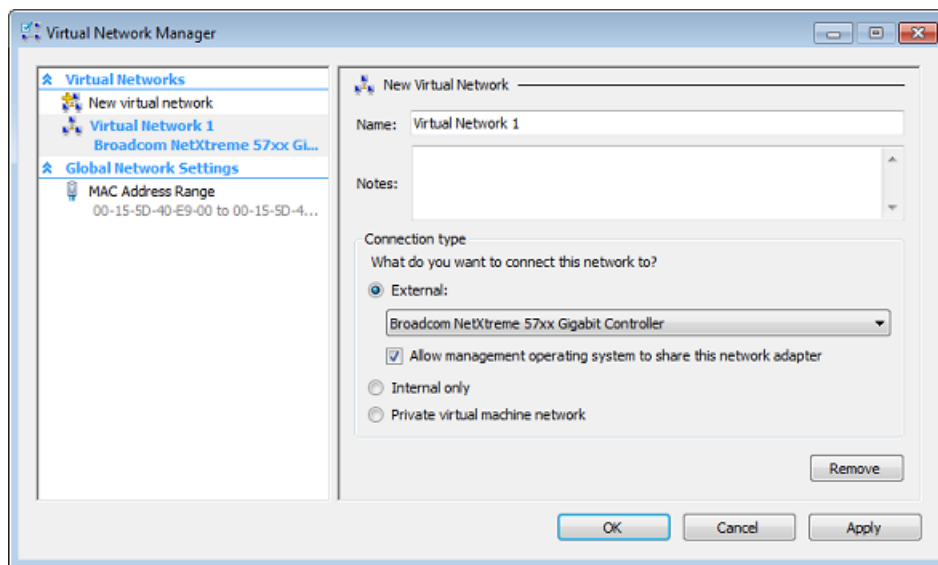 Virtual Network Manager
Virtual Networks
New virtual network
Virtual Network 1
Broadcom NetXtreme 57xx Gi...
Global Network Settings
MAC Address Range
00-15-5D-40-E9-00 to 00-15-5D-4...
New Virtual Network
Name: Virtual Network 1
Notes:
Connection type
What do you want to connect this network to?
External:
Broadcom NetXtreme 57xx Gigabit Controller
Allow management operating system to share this network adapter
Internal only
Private virtual machine network
Remove
OK Cancel Apply